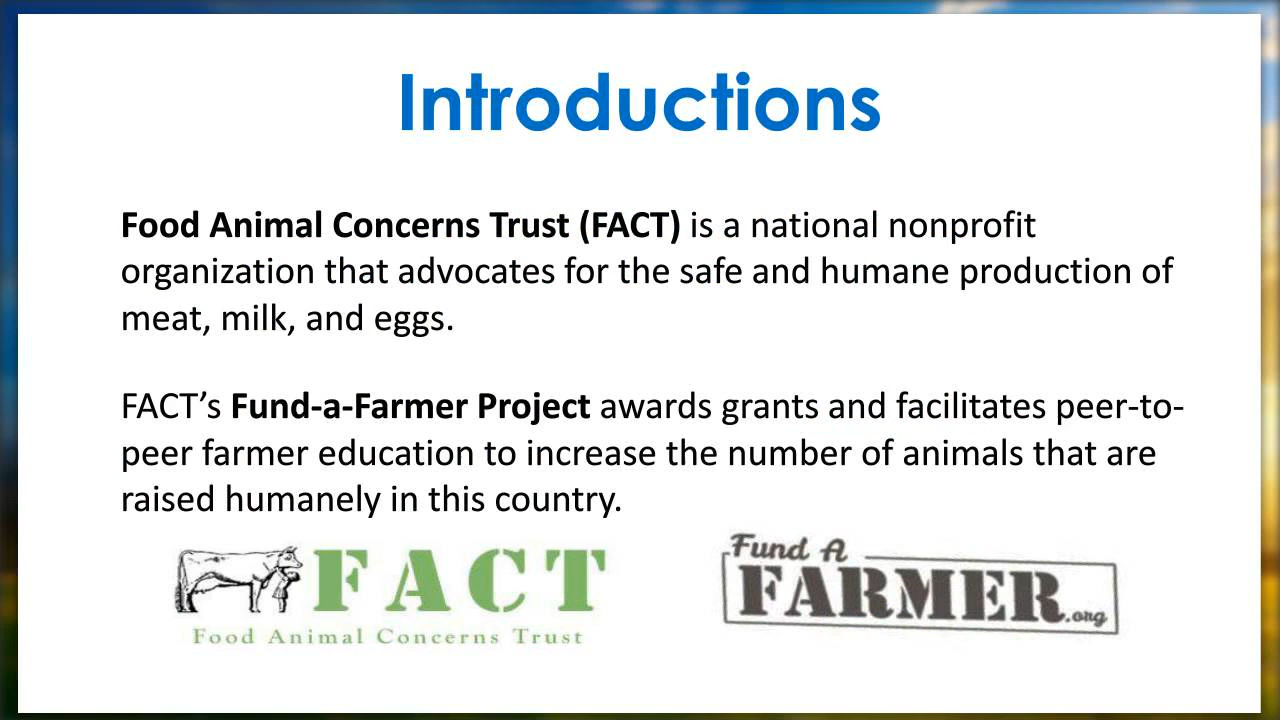 Introductions
Food Animal Concerns Trust (FACT) is a national nonprofit
organization that advocates for the safe and humane production of
meat, milk, and eggs.
FACT’s Fund-a-Farmer Project awards grants and facilitates peer-to-
peer farmer education to increase the number of animals that are
raised humanely in this country.
FACT
Food Animal Concerns Trust
Fund A
FARMER.org